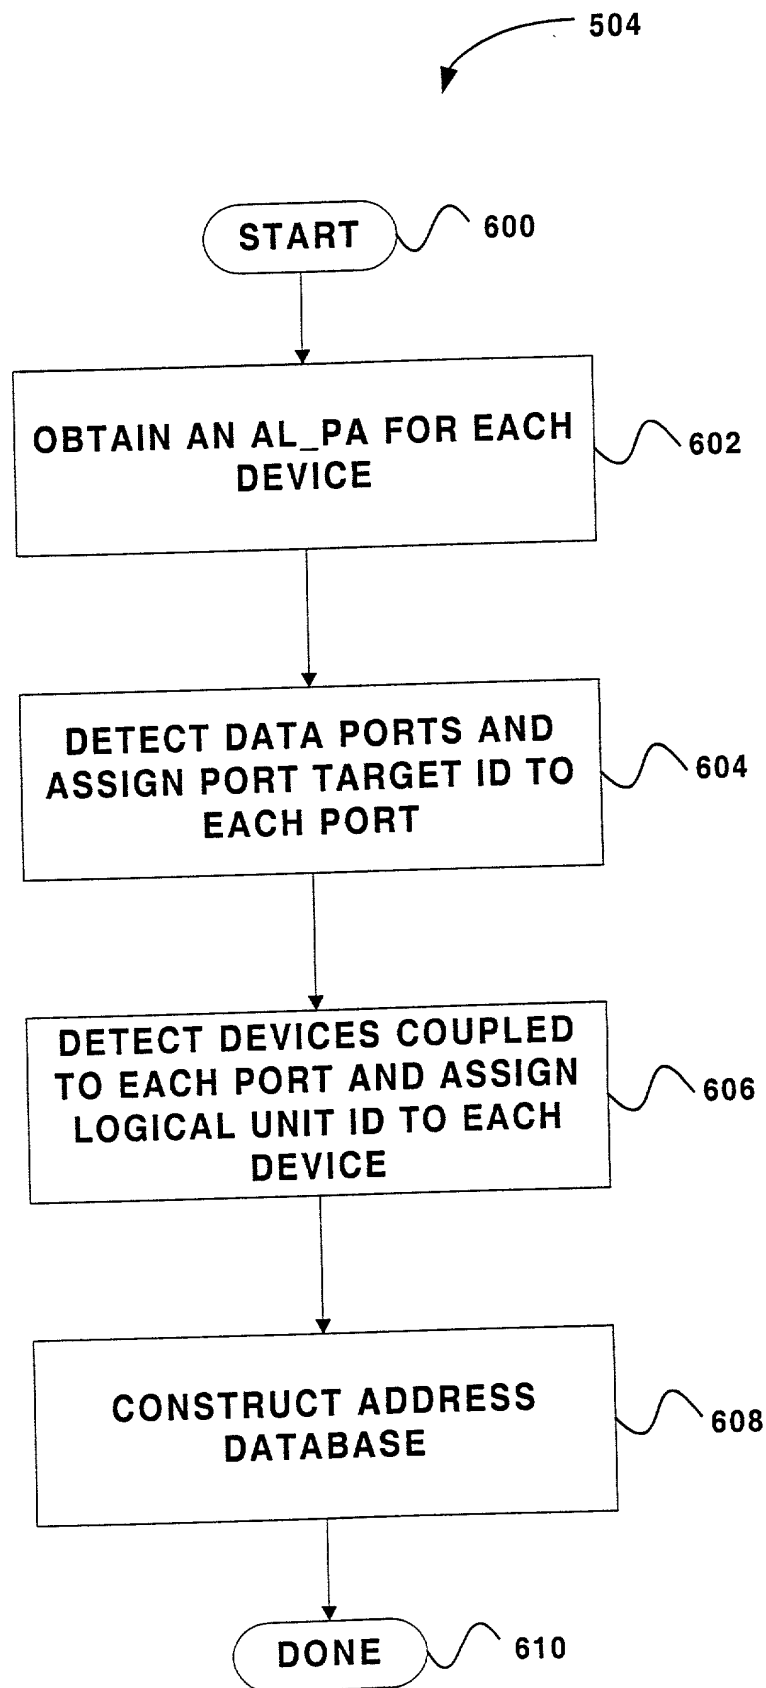 504
START
600
OBTAIN AN AL_PA FOR EACH
DEVICE
602
DETECT DATA PORTS AND
ASSIGN PORT TARGET ID TO
EACH PORT
604
DETECT DEVICES COUPLED
TO EACH PORT AND ASSIGN
LOGICAL UNIT ID TO EACH
DEVICE
606
CONSTRUCT ADDRESS
DATABASE
608
DONE
610